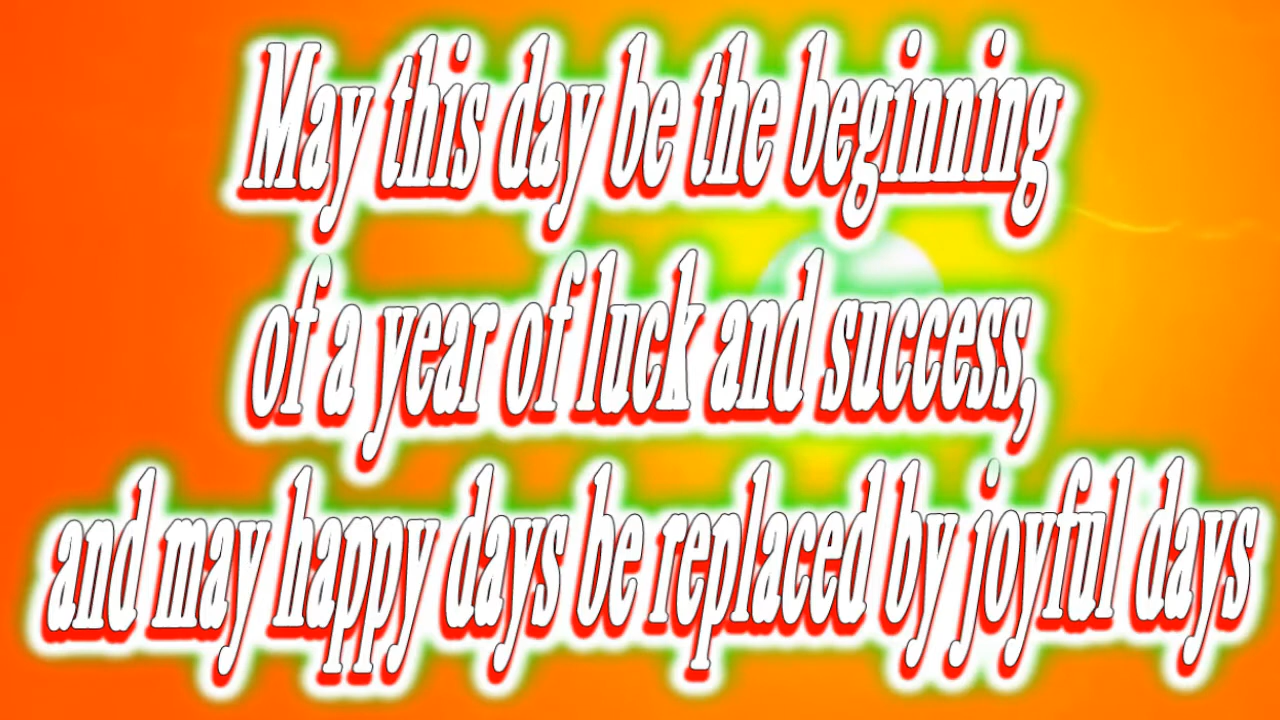 May this day be the beginning
of a year of luck and success,
and may happy days be replaced by joyful days